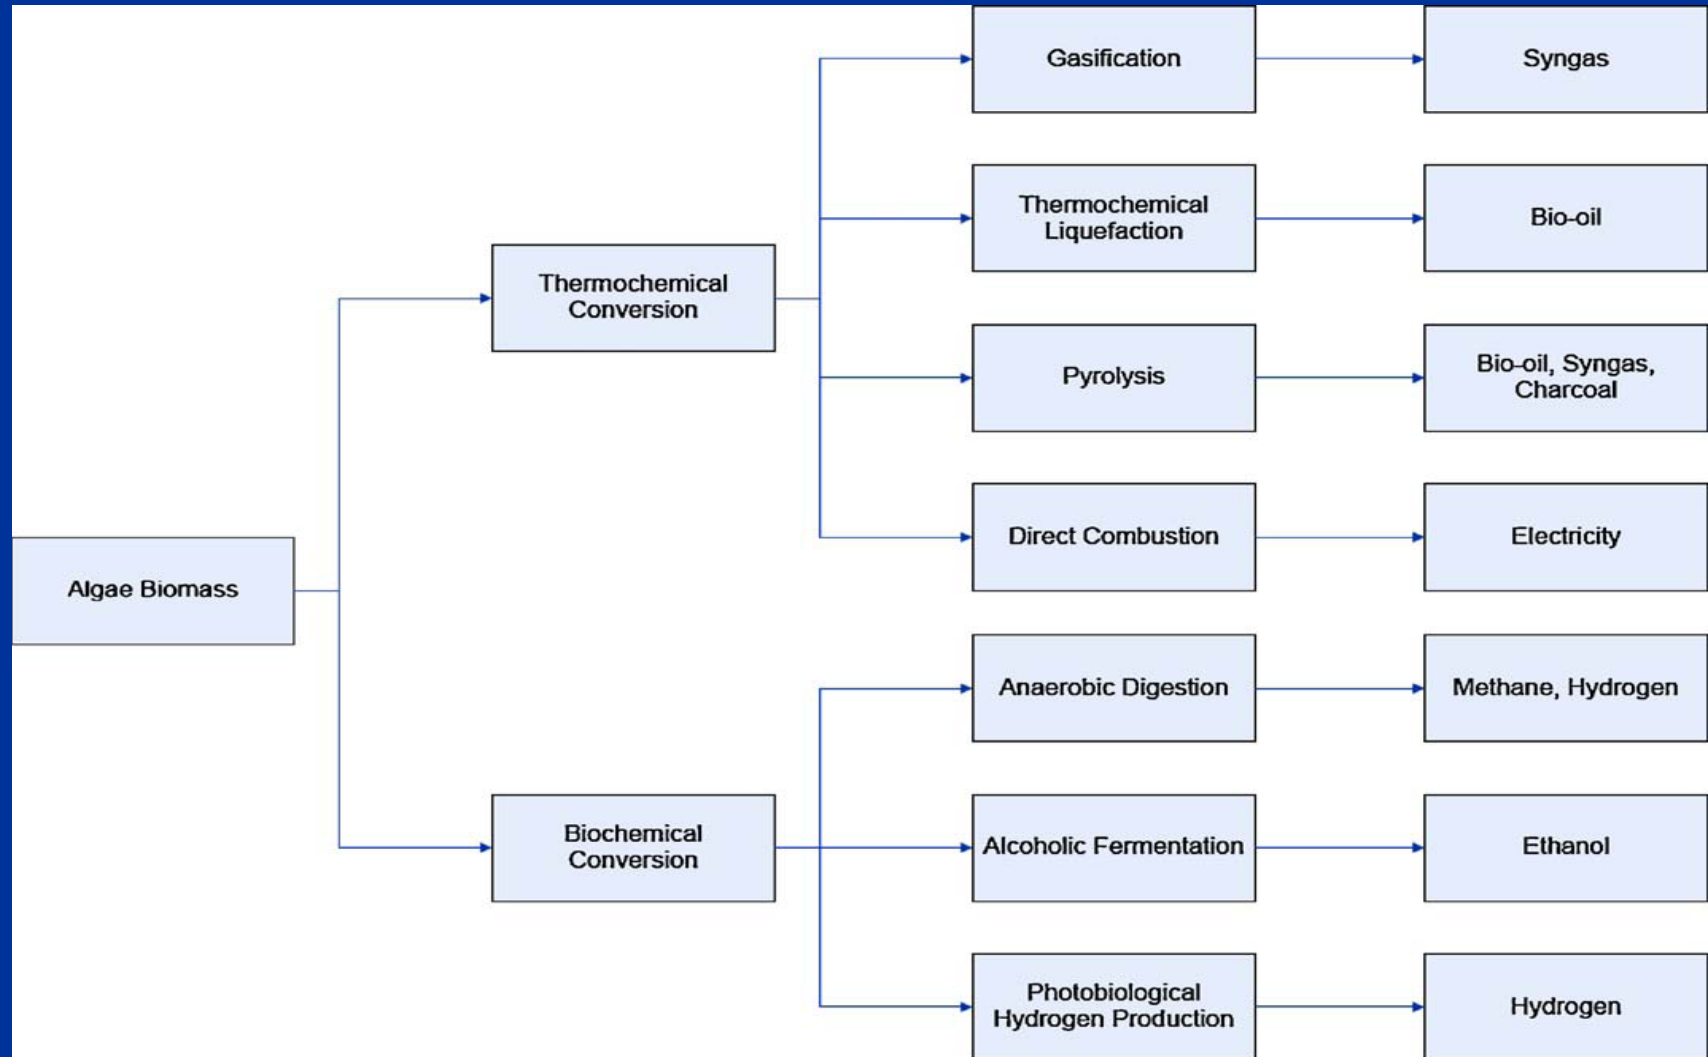 Gasification
Syngas
Thermochemical
Liquefaction
Bio-oil
Thermochemical
Conversion
Pyrolysis
Bio-oil, Syngas,
Charcoal
Direct Combustion
Electricity
Algae Biomass
Anaerobic Digestion
Methane, Hydrogen
Biochemical
Conversion
Alcoholic Fermentation
Ethanol
Photobiological
Hydrogen Production
Hydrogen